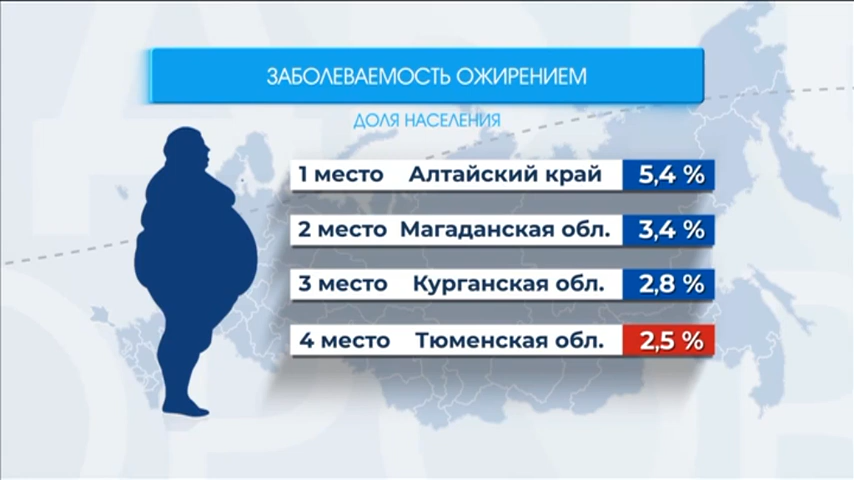 ЗАБОЛЕВАЕМОСТЬ ОЖИРЕНИЕМ
ДОЛЯ НАСЕЛЕНИЯ
1 место Алтайский край 5,4 %
2 место Магаданская обл. 3,4 %
3 место Курганская обл. 2,8 %
4 место Тюменская обл. 2,5 %